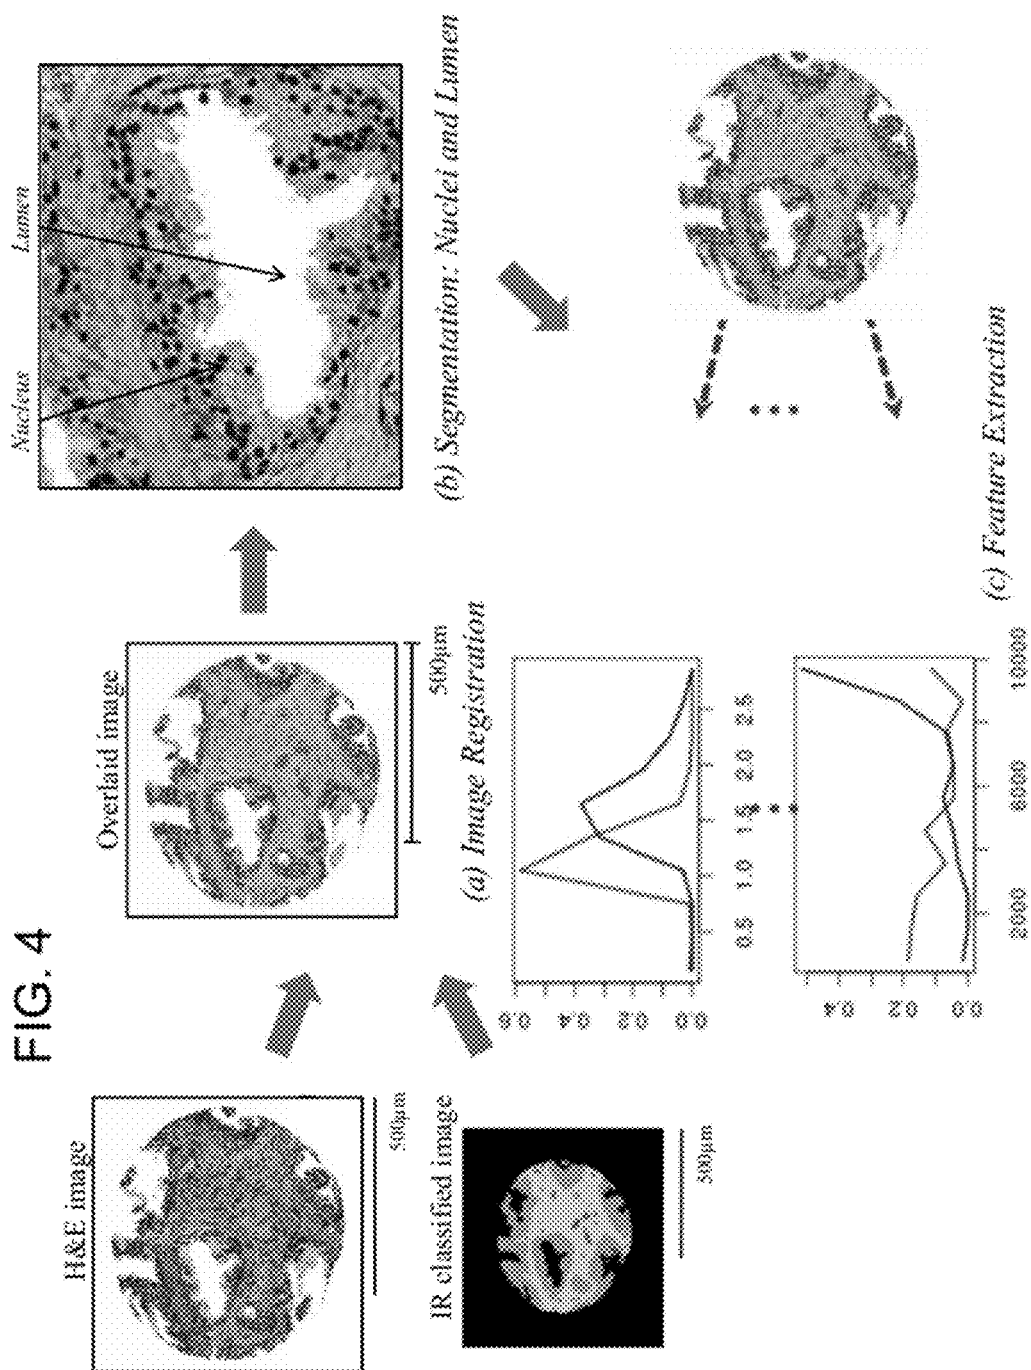 FIG. 4
H&E image
500µm
IR classified image
500µm
Overlaid image
500µm
(a) Image Registration
Nucleus
Lumen
(b) Segmentation: Nuclei and Lumen
0.6
0.4
0.2
0.0
0.5 1.0 1.5 2.0 2.5
0.4
0.2
0.0
2000 6000 10000
(c) Feature Extraction